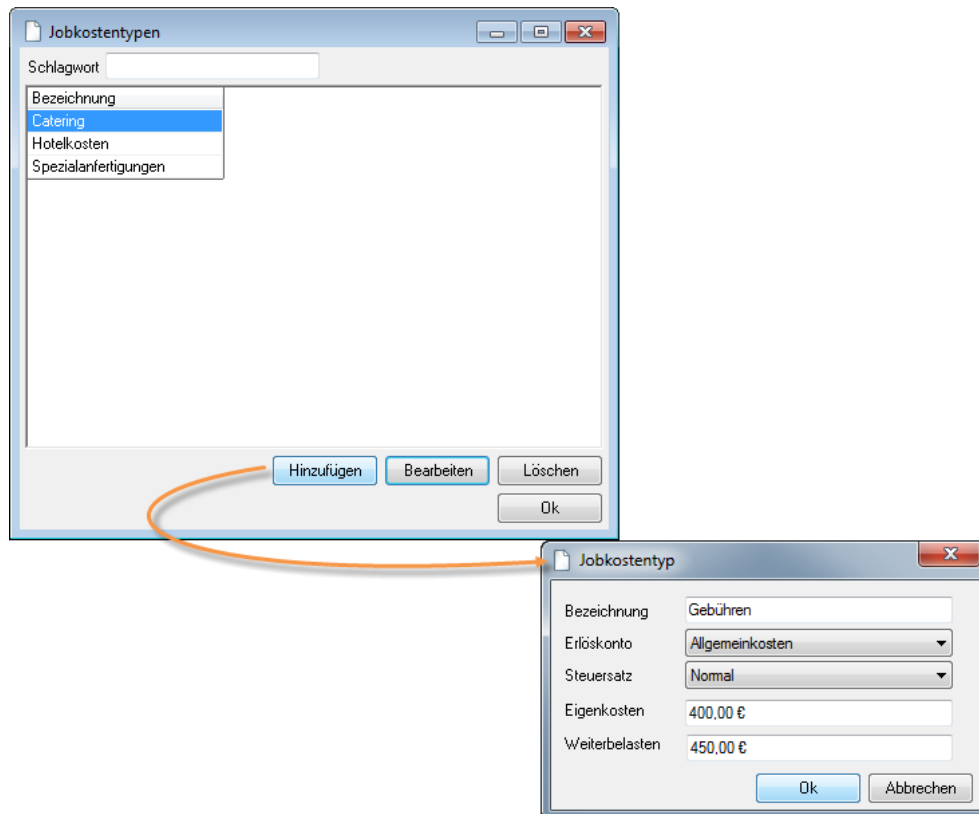 Jobkostentypen
Schlagwort
Bezeichnung
Catering
Hotelkosten
Spezialanfertigungen
Hinzufügen Bearbeiten Löschen
Ok
Jobkostentyp
Bezeichnung Gebühren
Erlöskonto Allgemeinkosten
Steuersatz Normal
Eigenkosten 400,00 €
Weiterbelasten 450,00 €
Ok Abbrechen